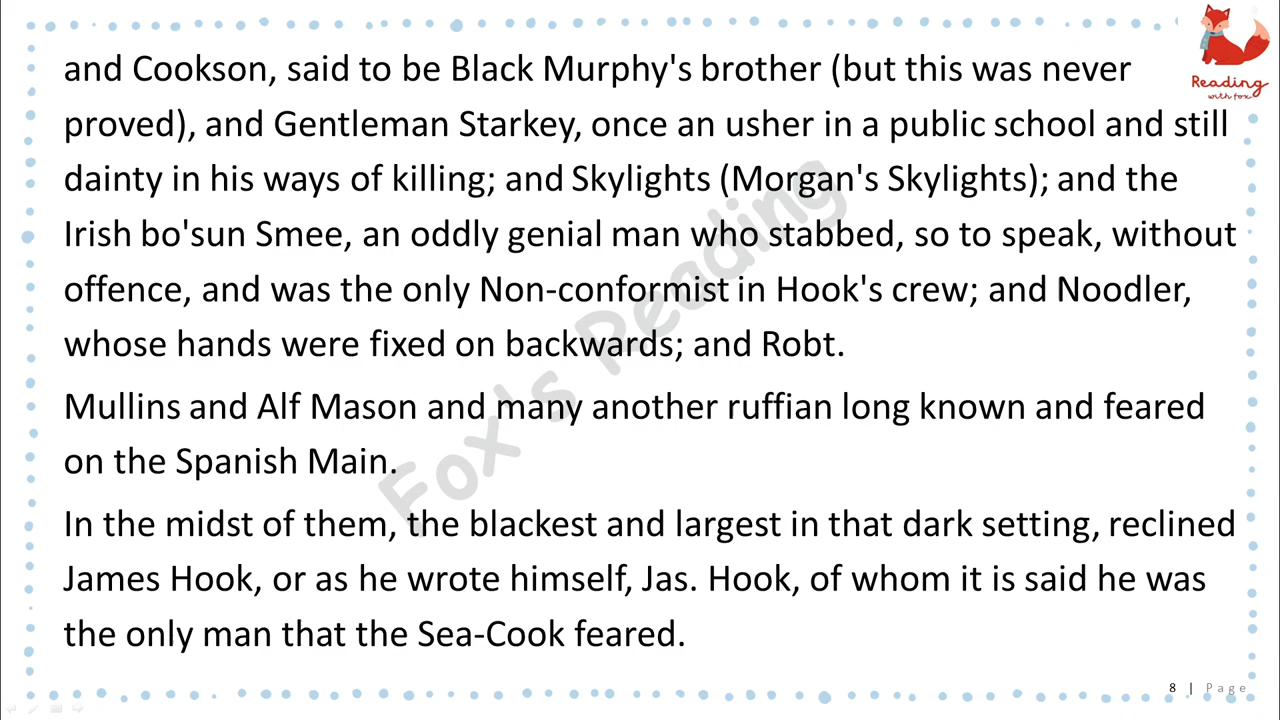 and Cookson, said to be Black Murphy's brother (but this was never
proved), and Gentleman Starkey, once an usher in a public school and still
dainty in his ways of killing; and Skylights (Morgan's Skylights); and the
Irish bo'sun Smee, an oddly genial man who stabbed, so to speak, without
offence, and was the only Non-conformist in Hook's crew; and Noodler,
whose hands were fixed on backwards; and Robt.
Mullins and Alf Mason and many another ruffian long known and feared
on the Spanish Main.
In the midst of them, the blackest and largest in that dark setting, reclined
James Hook, or as he wrote himself, Jas. Hook, of whom it is said he was
the only man that the Sea-Cook feared.
Reading
with fox
Fox's Reading
8 | Page